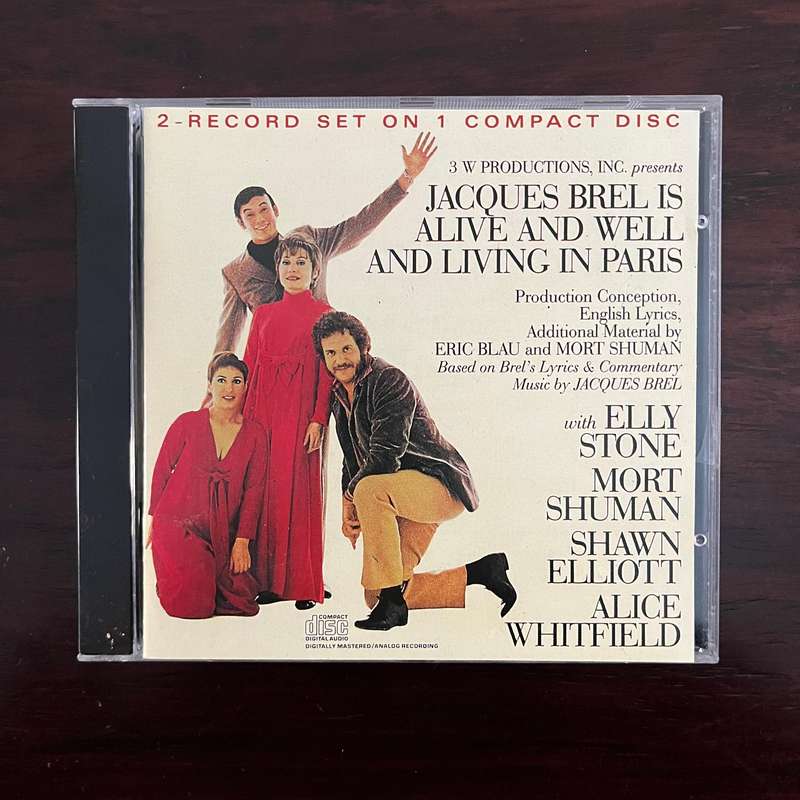 2-RECORD SET ON 1 COMPACT DISC
3 W PRODUCTIONS, INC. presents
JACQUES BREL IS
ALIVE AND WELL
AND LIVING IN PARIS
Production Conception,
English Lyrics,
Additional Material by
ERIC BLAU and MORT SHUMAN
Based on Brel's Lyrics & Commentary
Music by JACQUES BREL
with ELLY
STONE
MORT
SHUMAN
SHAWN
ELLIOTT
ALICE
WHITFIELD
COMPACT
disc
DIGITAL AUDIO
DIGITALLY MASTERED/ANALOG RECORDING